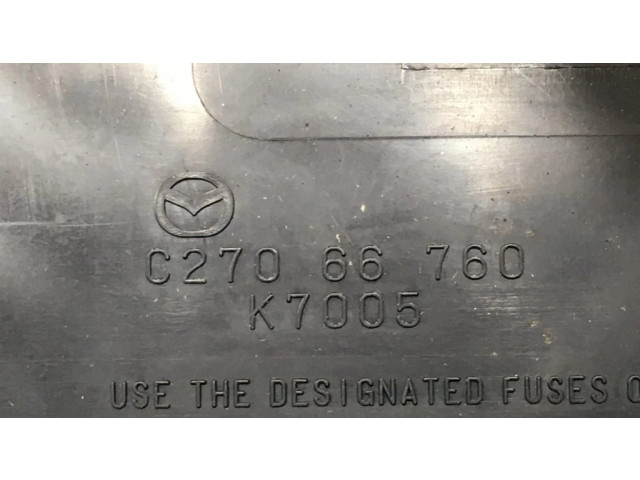 C270 66 760
K7005
USE THE DESIGNATED FUSES